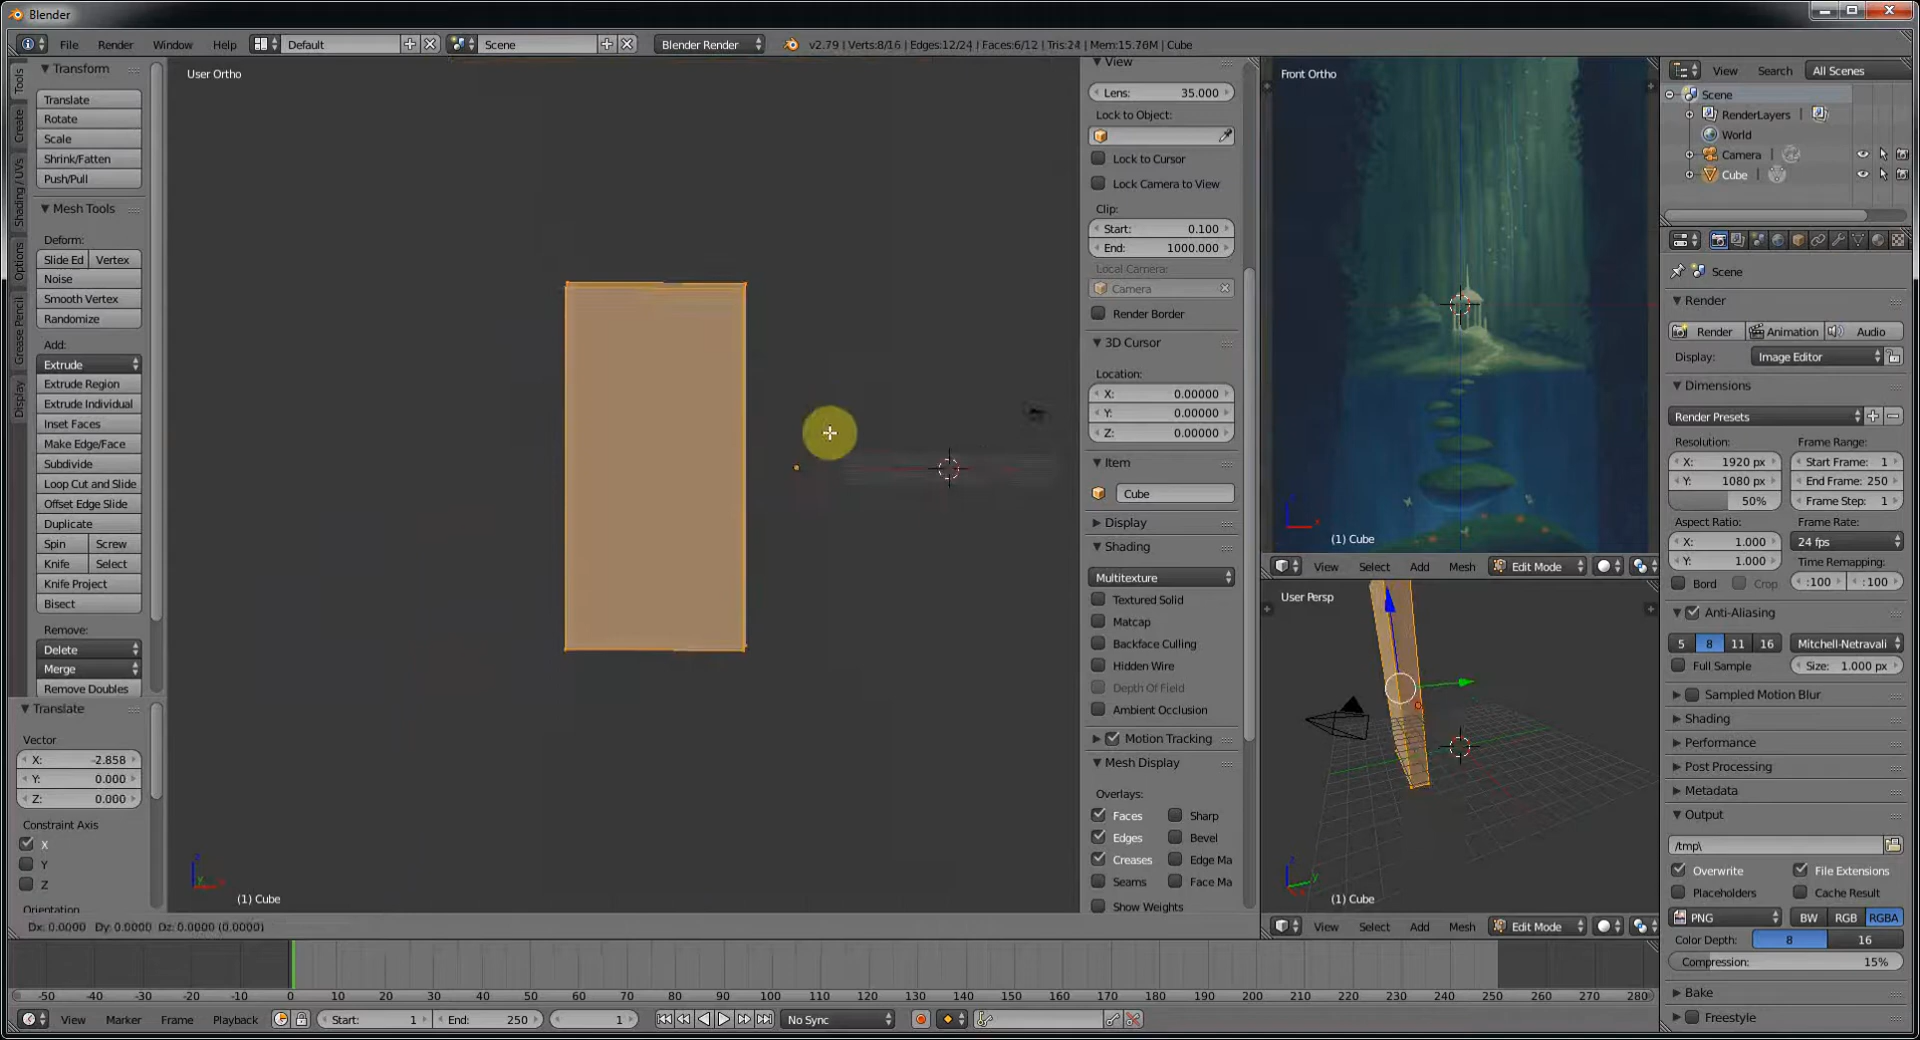 Blender
File Render Window Help Default Scene Blender Render v2.79 | Verts:8/16 | Edges:12/24 | Faces:6/12 | Tris:24 | Mem:15.76M | Cube
Tools
Create
Shading / UVs
Options
Grease Pencil
Display
Transform
Translate
Rotate
Scale
Shrink/Fatten
Push/Pull
Mesh Tools
Deform:
Slide Ed Vertex
Noise
Smooth Vertex
Randomize
Add:
Extrude
Extrude Region
Extrude Individual
Inset Faces
Make Edge/Face
Subdivide
Loop Cut and Slide
Offset Edge Slide
Duplicate
Spin Screw
Knife Select
Knife Project
Bisect
Remove:
Delete
Merge
Remove Doubles
Translate
Vector
X: -2.858
Y: 0.000
Z: 0.000
Constraint Axis
X
Y
Z
Orientation
User Ortho
(1) Cube
Dx: 0.0000 Dy: 0.0000 Dz: 0.0000 (0.0000)
View
Lens: 35.000
Lock to Object:
Lock to Cursor
Lock Camera to View
Clip:
Start: 0.100
End: 1000.000
Local Camera:
Camera
Render Border
3D Cursor
Location:
X: 0.00000
Y: 0.00000
Z: 0.00000
Item
Cube
Display
Shading
Multitexture
Textured Solid
Matcap
Backface Culling
Hidden Wire
Depth Of Field
Ambient Occlusion
Motion Tracking
Mesh Display
Overlays:
Faces Sharp
Edges Bevel
Creases Edge Ma
Seams Face Ma
Show Weights
Front Ortho
(1) Cube
View Select Add Mesh Edit Mode
User Persp
(1) Cube
View Select Add Mesh Edit Mode
View Search All Scenes
Scene
RenderLayers
World
Camera
Cube
Scene
Render
Render Animation Audio
Display: Image Editor
Dimensions
Render Presets
Resolution: Frame Range:
X: 1920 px Start Frame: 1
Y: 1080 px End Frame: 250
50% Frame Step: 1
Aspect Ratio: Frame Rate:
X: 1.000 24 fps
Y: 1.000 Time Remapping:
Bord Crop :100 :100
Anti-Aliasing
5 8 11 16 Mitchell-Netravali
Full Sample Size: 1.000 px
Sampled Motion Blur
Shading
Performance
Post Processing
Metadata
Output
/tmp\
Overwrite File Extensions
Placeholders Cache Result
PNG BW RGB RGBA
Color Depth: 8 16
Compression: 15%
Bake
Freestyle
-50 -40 -30 -20 -10 0 10 20 30 40 50 60 70 80 90 100 110 120 130 140 150 160 170 180 190 200 210 220 230 240 250 260 270 280
View Marker Frame Playback Start: 1 End: 250 1 No Sync